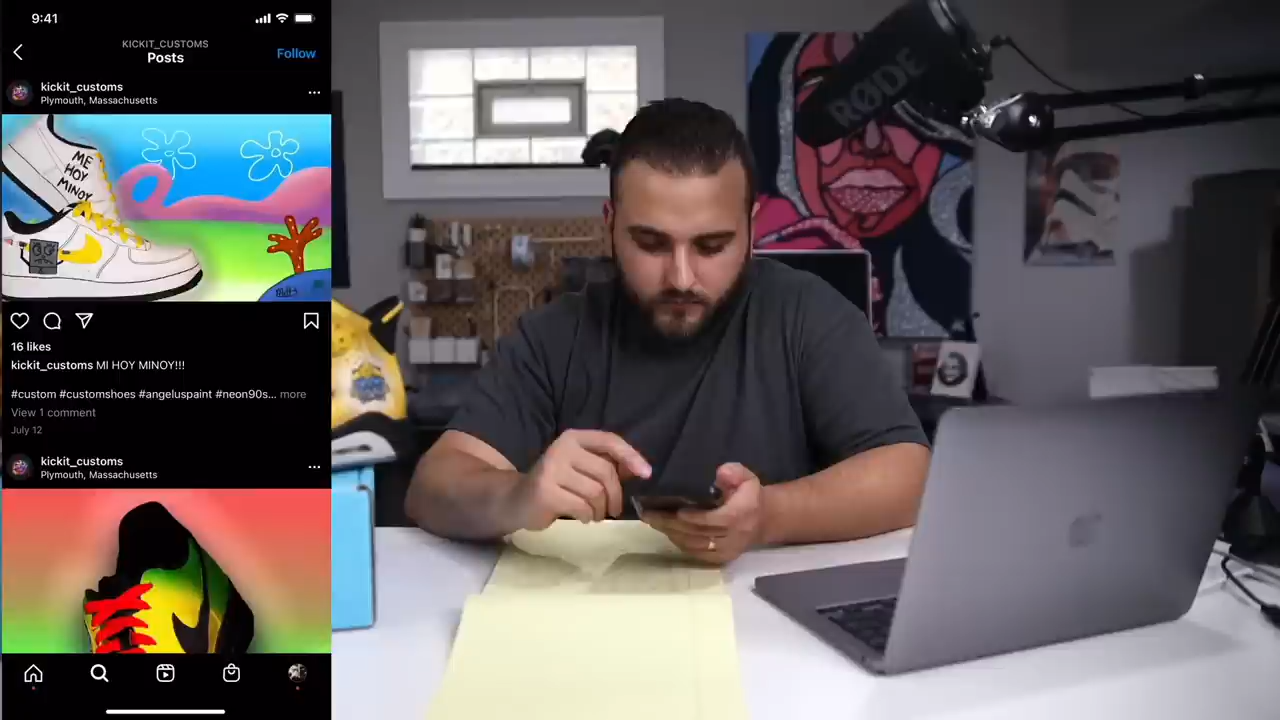 9:41
KICKIT_CUSTOMS
Posts
Follow
kickit_customs
Plymouth, Massachusetts
ME
HOY
MINOY
16 likes
kickit_customs MI HOY MINOY!!!
#custom #customshoes #angeluspaint #neon90s... more
View 1 comment
July 12
kickit_customs
Plymouth, Massachusetts
RØDE